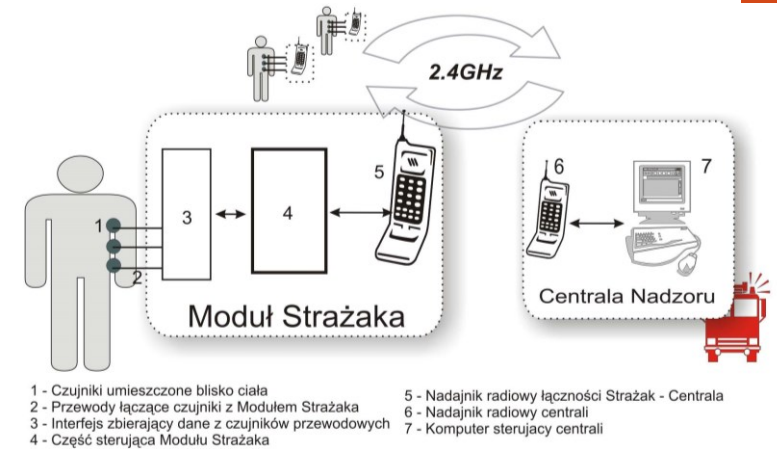 2.4GHz
1
2
3
4
5
Moduł Strażaka
6
7
Centrala Nadzoru
1 - Czujniki umieszczone blisko ciała
2 - Przewody łączące czujniki z Modułem Strażaka
3 - Interfejs zbierający dane z czujników przewodowych
4 - Część sterująca Modułu Strażaka
5 - Nadajnik radiowy łączności Strażak - Centrala
6 - Nadajnik radiowy centrali
7 - Komputer sterujacy centrali